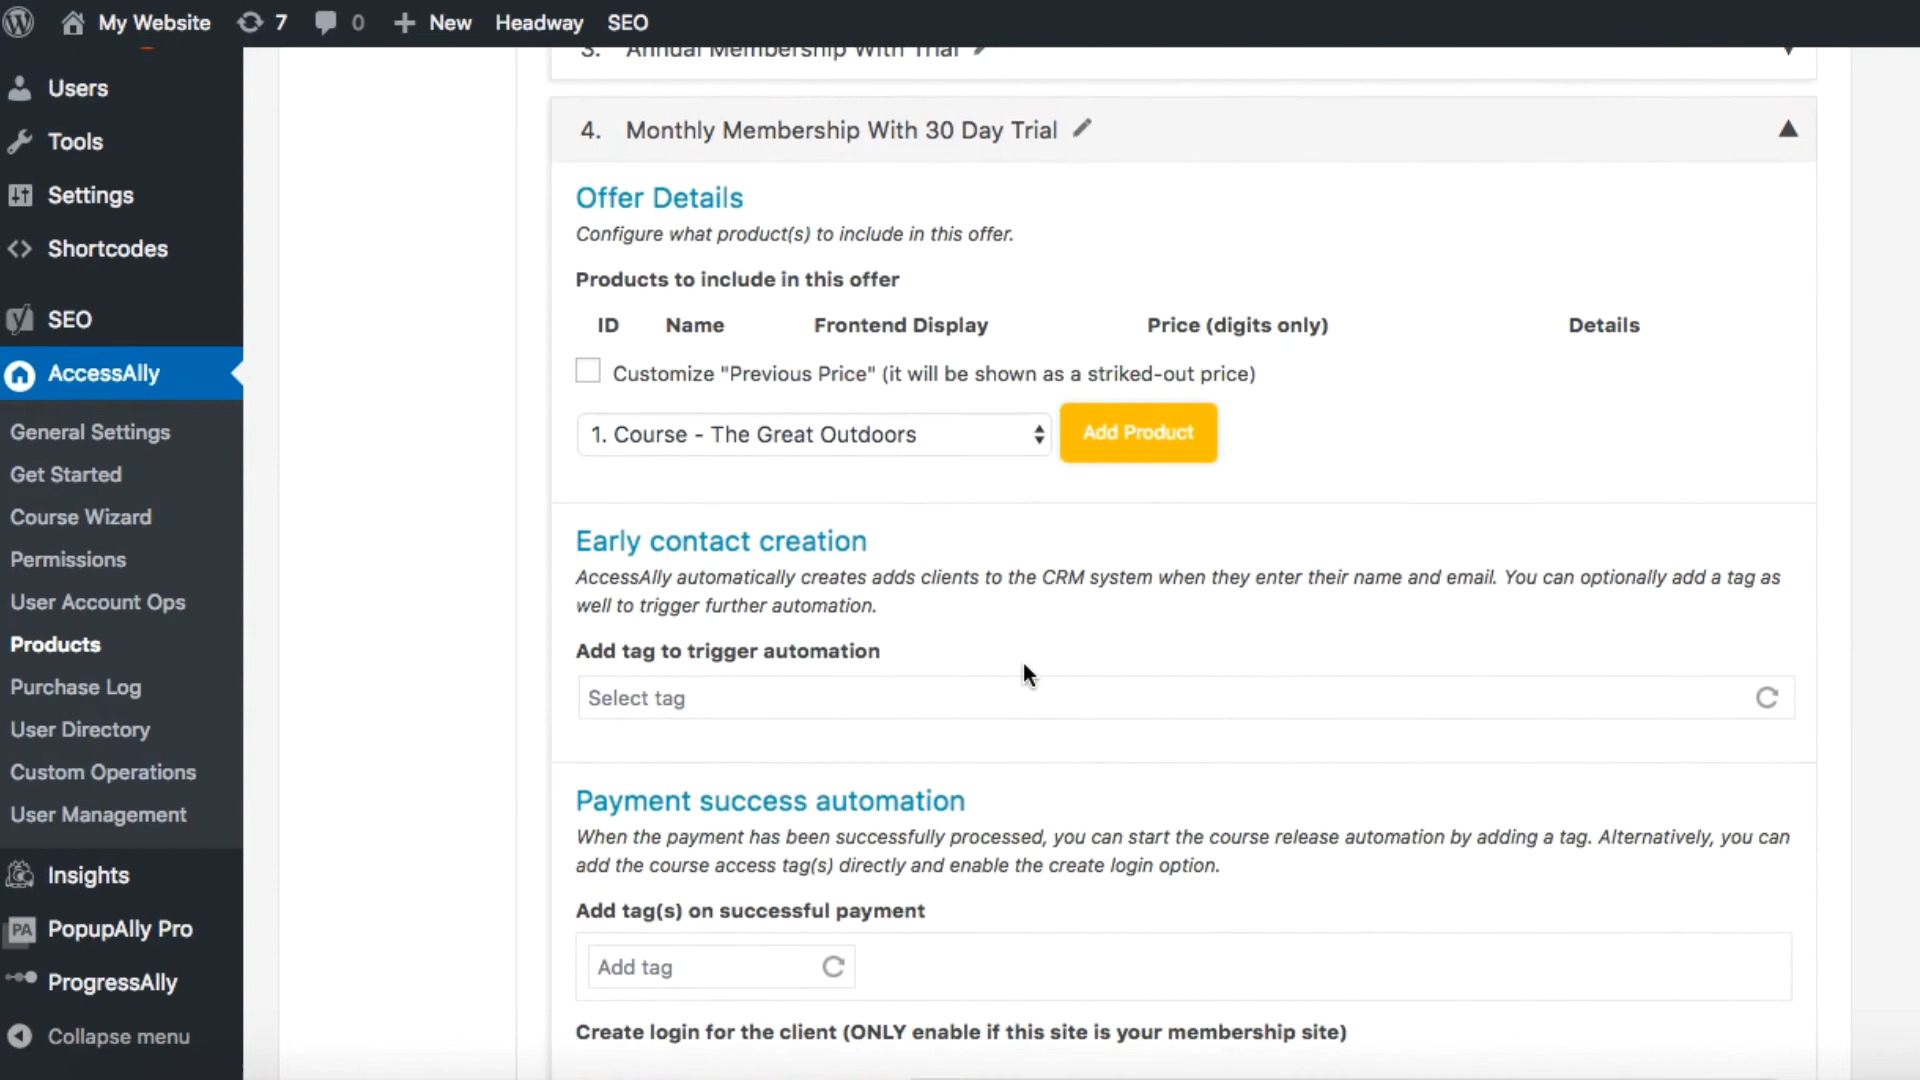 My Website 7 0 New Headway SEO
Users
Tools
Settings
Shortcodes
SEO
AccessAlly
General Settings
Get Started
Course Wizard
Permissions
User Account Ops
Products
Purchase Log
User Directory
Custom Operations
User Management
Insights
PA PopupAlly Pro
ProgressAlly
Collapse menu
3. Annual Membership With Trial
4. Monthly Membership With 30 Day Trial
Offer Details
Configure what product(s) to include in this offer.
Products to include in this offer
ID Name Frontend Display Price (digits only) Details
Customize "Previous Price" (it will be shown as a striked-out price)
1. Course - The Great Outdoors Add Product
Early contact creation
AccessAlly automatically creates adds clients to the CRM system when they enter their name and email. You can optionally add a tag as
well to trigger further automation.
Add tag to trigger automation
Select tag
Payment success automation
When the payment has been successfully processed, you can start the course release automation by adding a tag. Alternatively, you can
add the course access tag(s) directly and enable the create login option.
Add tag(s) on successful payment
Add tag
Create login for the client (ONLY enable if this site is your membership site)